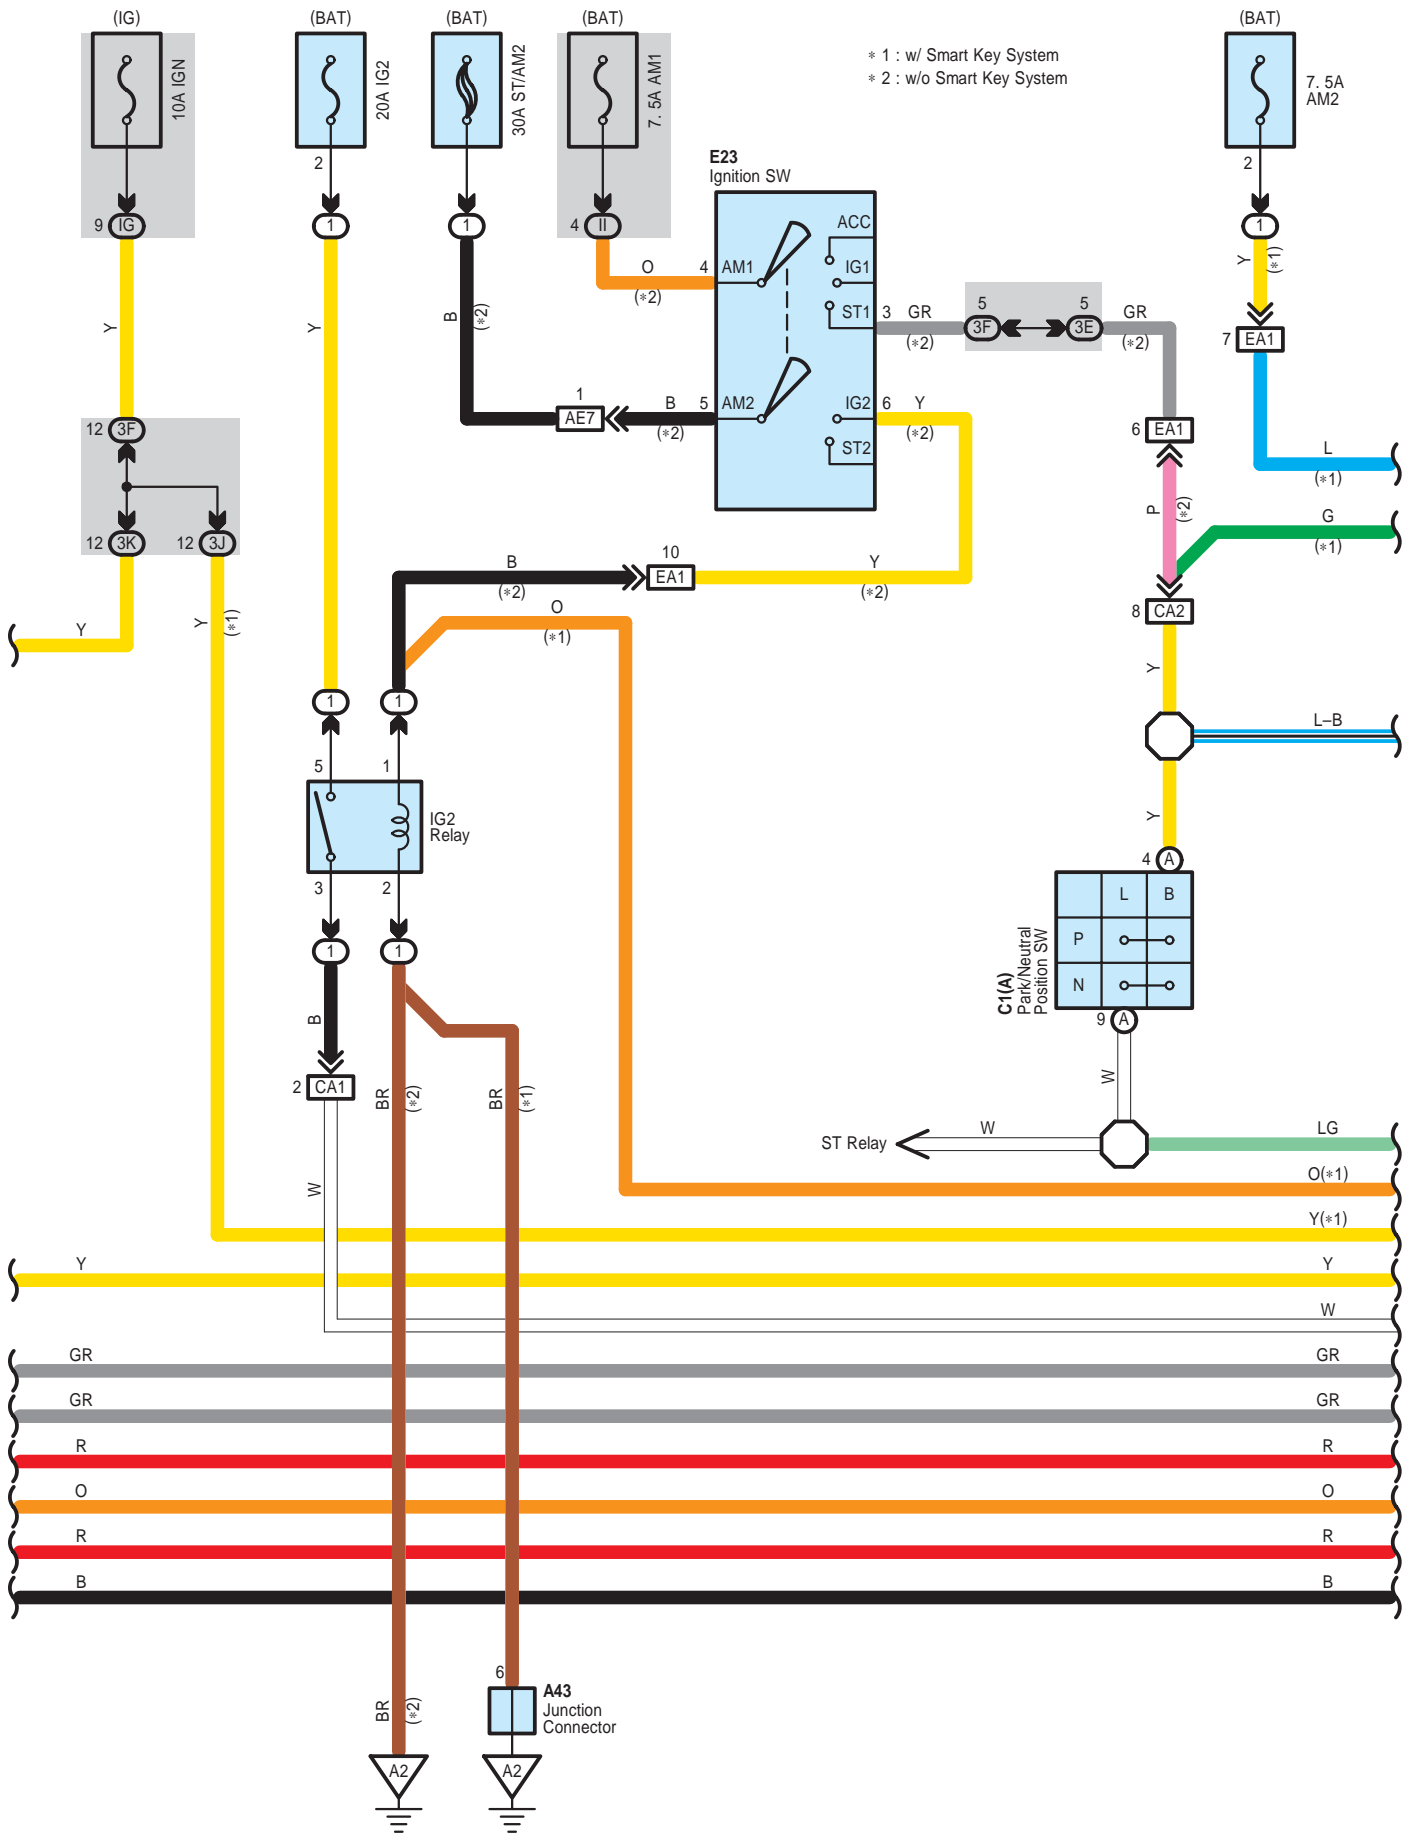 (IG)
(BAT)
(BAT)
(BAT)
(BAT)
10A IGN
20A IG2
30A ST/AM2
7. 5A AM1
∗ 1 : w/ Smart Key System
∗ 2 : w/o Smart Key System
7. 5A
AM2
2
2
E23
Ignition SW
9 IG
1
1
4 II
1
ACC
O
(∗2)
4 AM1
IG1
ST1
3 GR
(∗2)
5
3F
5
3E
GR
(∗2)
Y
(∗1)
7 EA1
Y
Y
B
(∗2)
1
AE7
B
(∗2)
5 AM2
IG2
6 Y
(∗2)
ST2
12 3F
6 EA1
L
(∗1)
P
(∗2)
G
(∗1)
12 3K
12 3J
B
(∗2)
10
EA1
Y
(∗2)
O
(∗1)
8 CA2
Y
Y
(∗1)
Y
1
1
L–B
5
1
IG2
Relay
Y
3
2
4 A
L B
P
N
C1(A)
Park/Neutral
Position SW
1
1
9 A
B
W
2 CA1
BR
(∗2)
BR
(∗1)
ST Relay
W
LG
W
O(∗1)
Y(∗1)
Y
Y
W
GR
GR
GR
GR
R
R
O
O
R
R
B
B
6
A43
Junction
Connector
BR
(∗2)
A2
A2